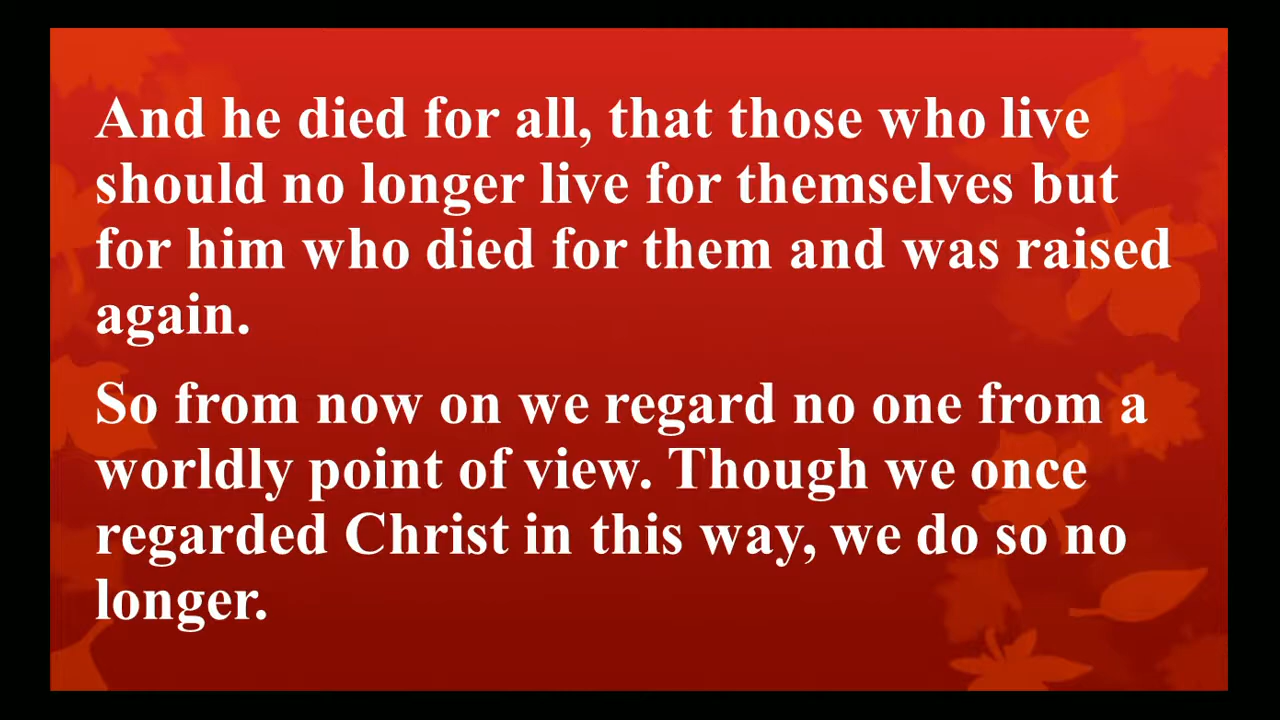 And he died for all, that those who live
should no longer live for themselves but
for him who died for them and was raised
again.
So from now on we regard no one from a
worldly point of view. Though we once
regarded Christ in this way, we do so no
longer.